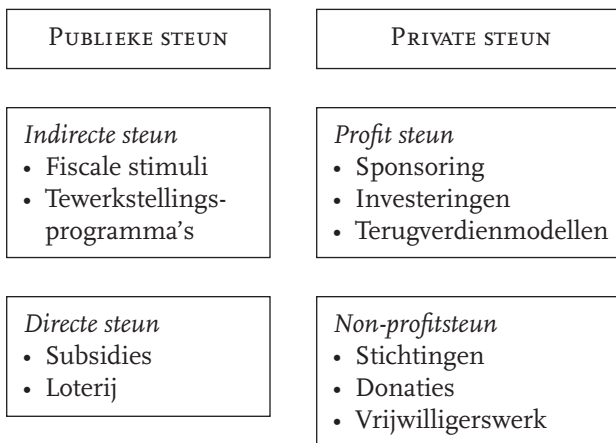 PUBLIEKE STEUN
PRIVATE STEUN
Indirecte steun
• Fiscale stimuli
• Tewerkstellings-
programma's
Profit steun
• Sponsoring
• Investeringen
• Terugverdienmodellen
Directe steun
• Subsidies
• Loterij
Non-profitsteun
• Stichtingen
• Donaties
• Vrijwilligerswerk